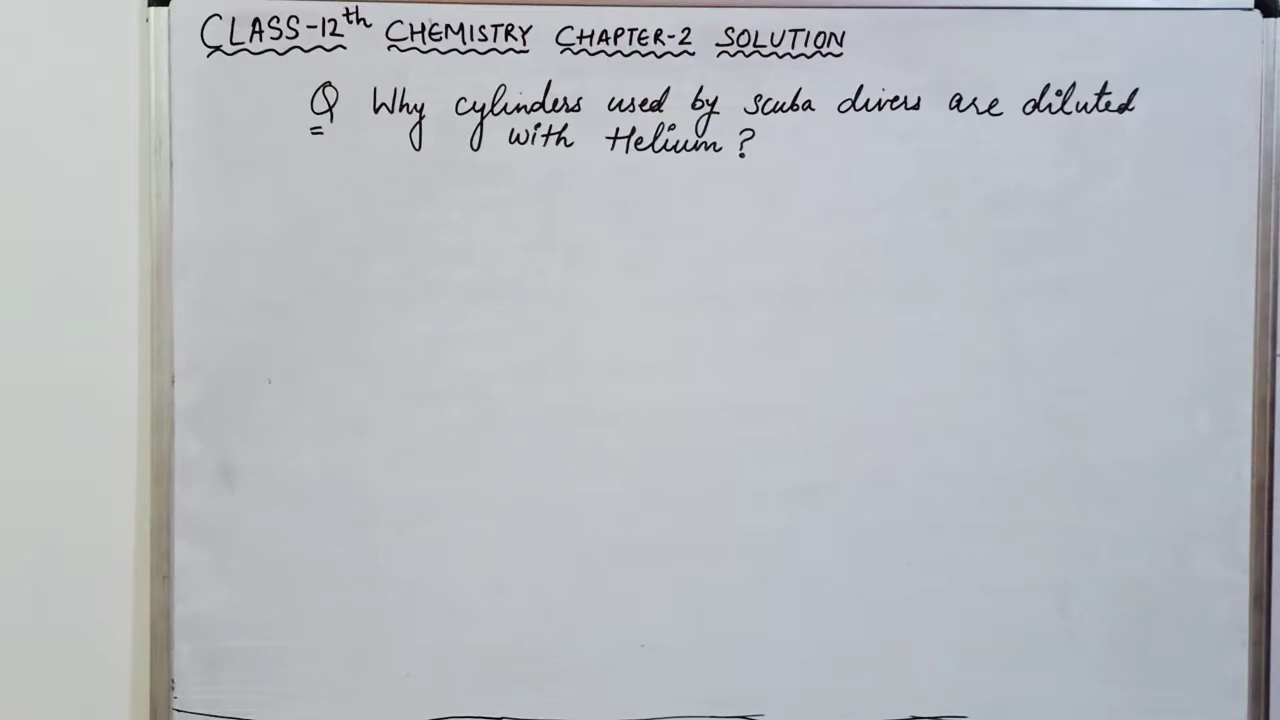 CLASS-12th CHEMISTRY CHAPTER-2 SOLUTION
Q Why cylinders used by scuba divers are diluted
with Helium?